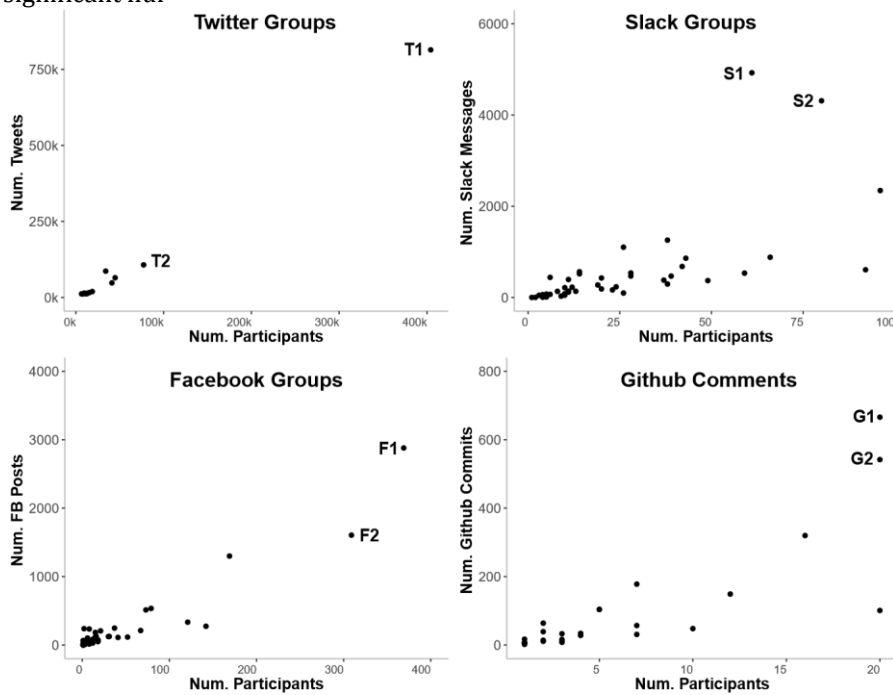 significant
Twitter Groups
T1
T2
750k
500k
250k
0k
0k
100k
200k
300k
400k
Num. Tweets
Num. Participants
Slack Groups
S1
S2
6000
4000
2000
0
0
25
50
75
100
Num. Slack Messages
Num. Participants
Facebook Groups
F1
F2
4000
3000
2000
1000
0
0
100
200
300
400
Num. FB Posts
Num. Participants
Github Comments
G1
G2
800
600
400
200
0
5
10
15
20
Num. Github Commits
Num. Participants